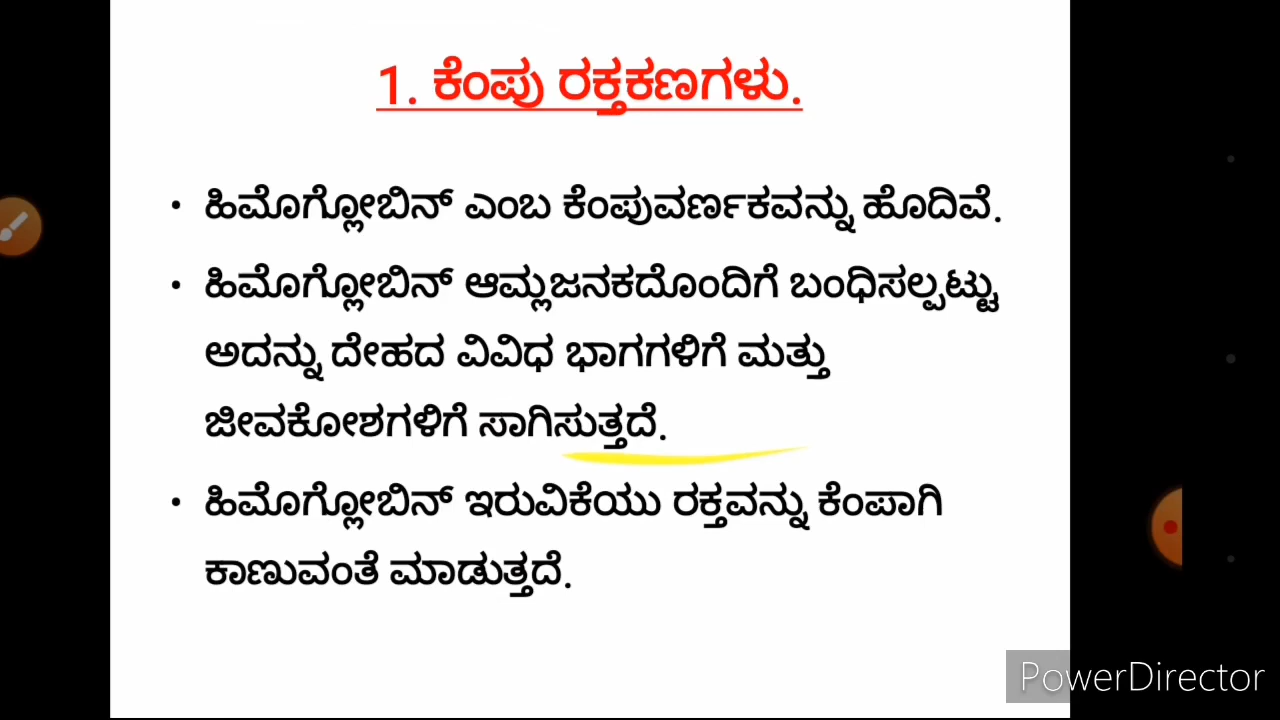 1. ಕೆಂಪು ರಕ್ತಕಣಗಳು.
• ಹಿಮೊಗ್ಲೋಬಿನ್ ಎಂಬ ಕೆಂಪುವರ್ಣಕವನ್ನು ಹೊದಿವೆ.
• ಹಿಮೊಗ್ಲೋಬಿನ್ ಆಮ್ಲಜನಕದೊಂದಿಗೆ ಬಂಧಿಸಲ್ಪಟ್ಟು
ಅದನ್ನು ದೇಹದ ವಿವಿಧ ಭಾಗಗಳಿಗೆ ಮತ್ತು
ಜೀವಕೋಶಗಳಿಗೆ ಸಾಗಿಸುತ್ತದೆ.
• ಹಿಮೊಗ್ಲೋಬಿನ್ ಇರುವಿಕೆಯು ರಕ್ತವನ್ನು ಕೆಂಪಾಗಿ
ಕಾಣುವಂತೆ ಮಾಡುತ್ತದೆ.
PowerDirector